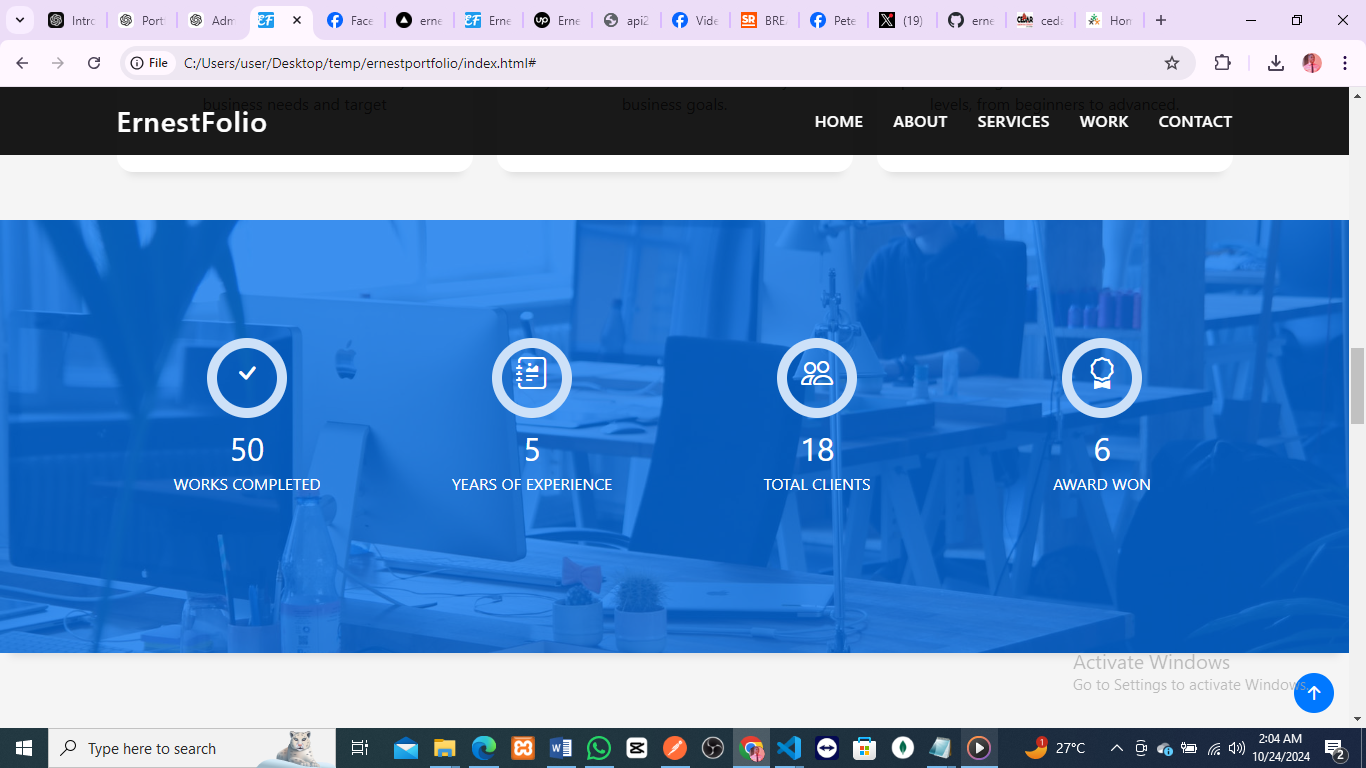 Intro
Port
Adm
Face
erne
Erne
Erne
api2
Vide
BRE
Pete
(19)
erne
ceda
Hom
File
C:/Users/user/Desktop/temp/ernestportfolio/index.html#
business needs and target
business goals.
levels, from beginners to advanced.
ErnestFolio
HOME
ABOUT
SERVICES
WORK
CONTACT
50
WORKS COMPLETED
5
YEARS OF EXPERIENCE
18
TOTAL CLIENTS
6
AWARD WON
Activate Windows
Go to Settings to activate Windows.
Type here to search
1
27°C
2:04 AM
10/24/2024
2